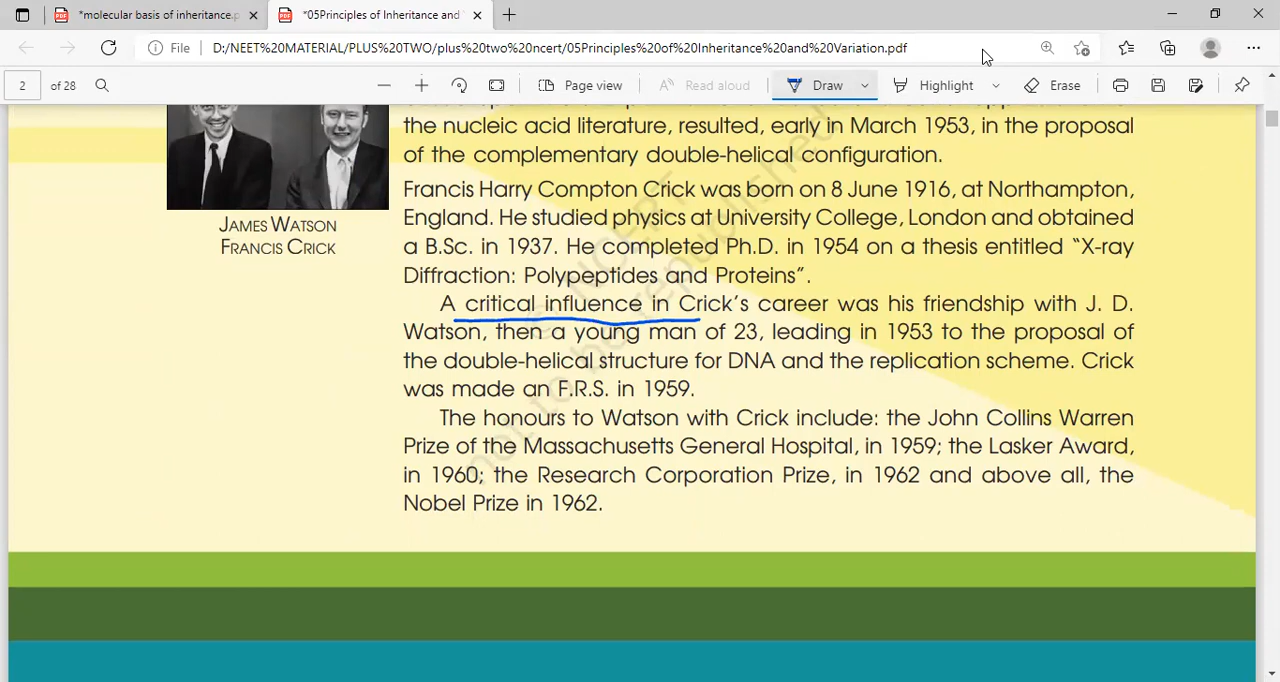 *molecular basis of inheritance.p
*05Principles of Inheritance and
File D:/NEET%20MATERIAL/PLUS%20TWO/plus%20two%20ncert/05Principles%20of%20Inheritance%20and%20Variation.pdf
2 of 28 Page view Read aloud Draw Highlight Erase
the nucleic acid literature, resulted, early in March 1953, in the proposal
of the complementary double-helical configuration.
Francis Harry Compton Crick was born on 8 June 1916, at Northampton,
England. He studied physics at University College, London and obtained
a B.Sc. in 1937. He completed Ph.D. in 1954 on a thesis entitled “X-ray
Diffraction: Polypeptides and Proteins”.
A critical influence in Crick’s career was his friendship with J. D.
Watson, then a young man of 23, leading in 1953 to the proposal of
the double-helical structure for DNA and the replication scheme. Crick
was made an F.R.S. in 1959.
The honours to Watson with Crick include: the John Collins Warren
Prize of the Massachusetts General Hospital, in 1959; the Lasker Award,
in 1960; the Research Corporation Prize, in 1962 and above all, the
Nobel Prize in 1962.
JAMES WATSON
FRANCIS CRICK
© NCERT
not to be republished